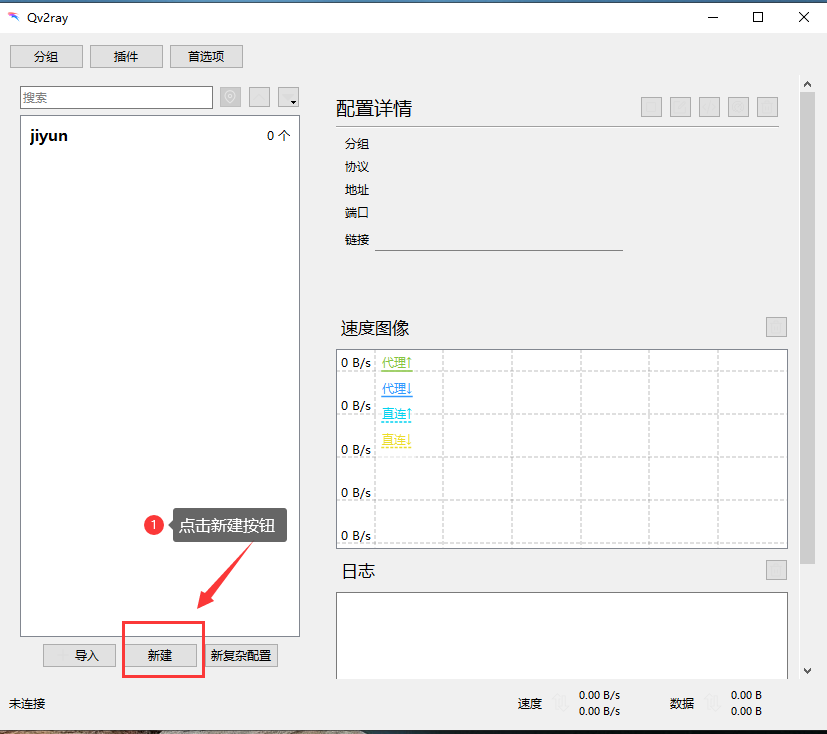 Qv2ray
分组 插件 首选项
搜索
jiyun 0 个
配置详情
分组
协议
地址
端口
链接
速度图像
0 B/s 代理↑
代理↓
0 B/s
直连↑
直连↓
0 B/s
0 B/s
0 B/s
1 点击新建按钮
日志
导入 新建 新复杂配置
未连接
速度 0.00 B/s
0.00 B/s
数据 0.00 B
0.00 B